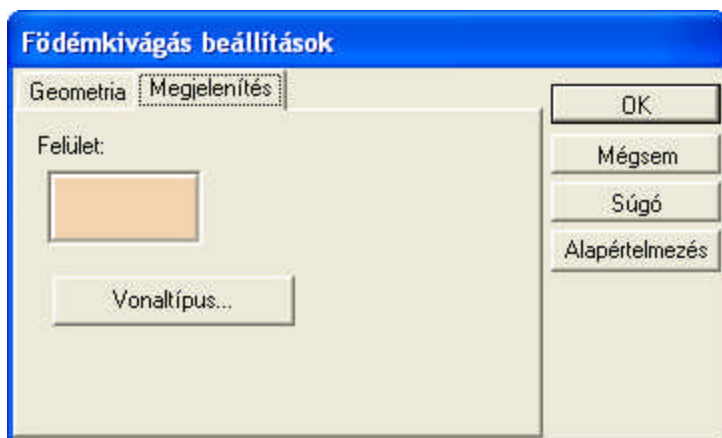 Födémkivágás beállítások
Geometria Megjelenítés
Felület:
Vonaltípus...
OK
Mégsem
Súgó
Alapértelmezés